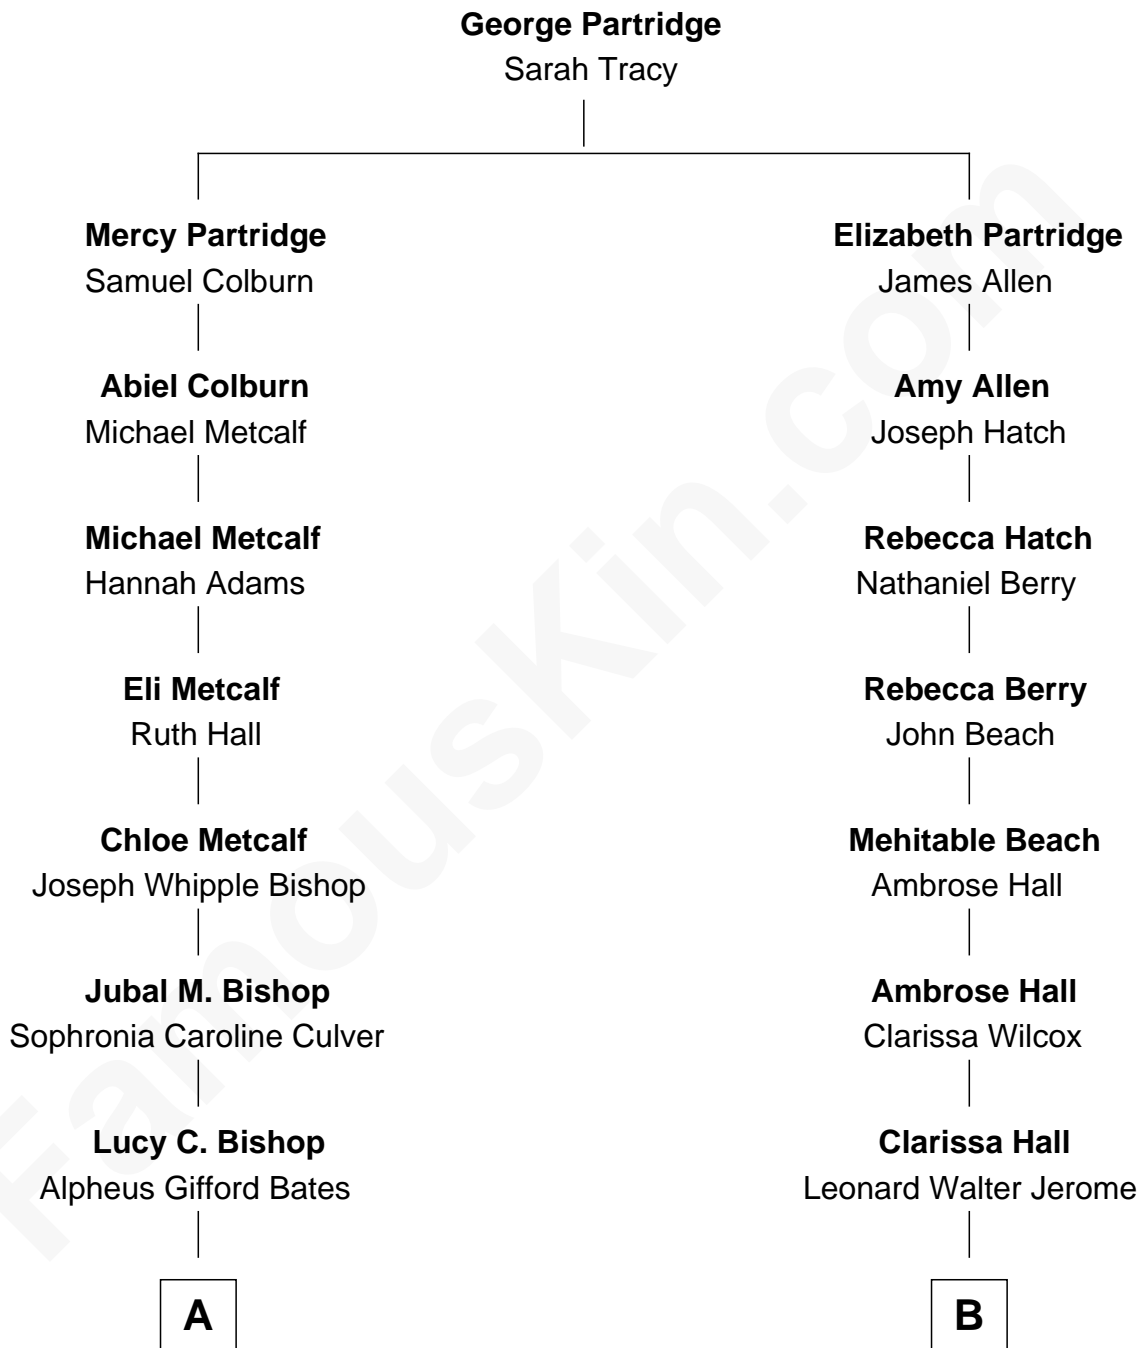 George Partridge
Sarah Tracy
Mercy Partridge
Samuel Colburn
Elizabeth Partridge
James Allen
Abiel Colburn
Michael Metcalf
Amy Allen
Joseph Hatch
Michael Metcalf
Hannah Adams
Rebecca Hatch
Nathaniel Berry
Eli Metcalf
Ruth Hall
Rebecca Berry
John Beach
Chloe Metcalf
Joseph Whipple Bishop
Mehitable Beach
Ambrose Hall
Jubal M. Bishop
Sophronia Caroline Culver
Ambrose Hall
Clarissa Wilcox
Lucy C. Bishop
Alpheus Gifford Bates
Clarissa Hall
Leonard Walter Jerome
A
B
FamousKin.com